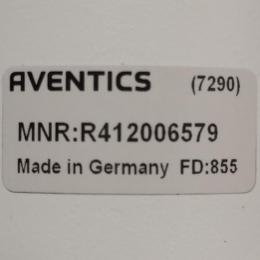 AVENTICS (7290)
MNR:R412006579
Made in Germany FD:855